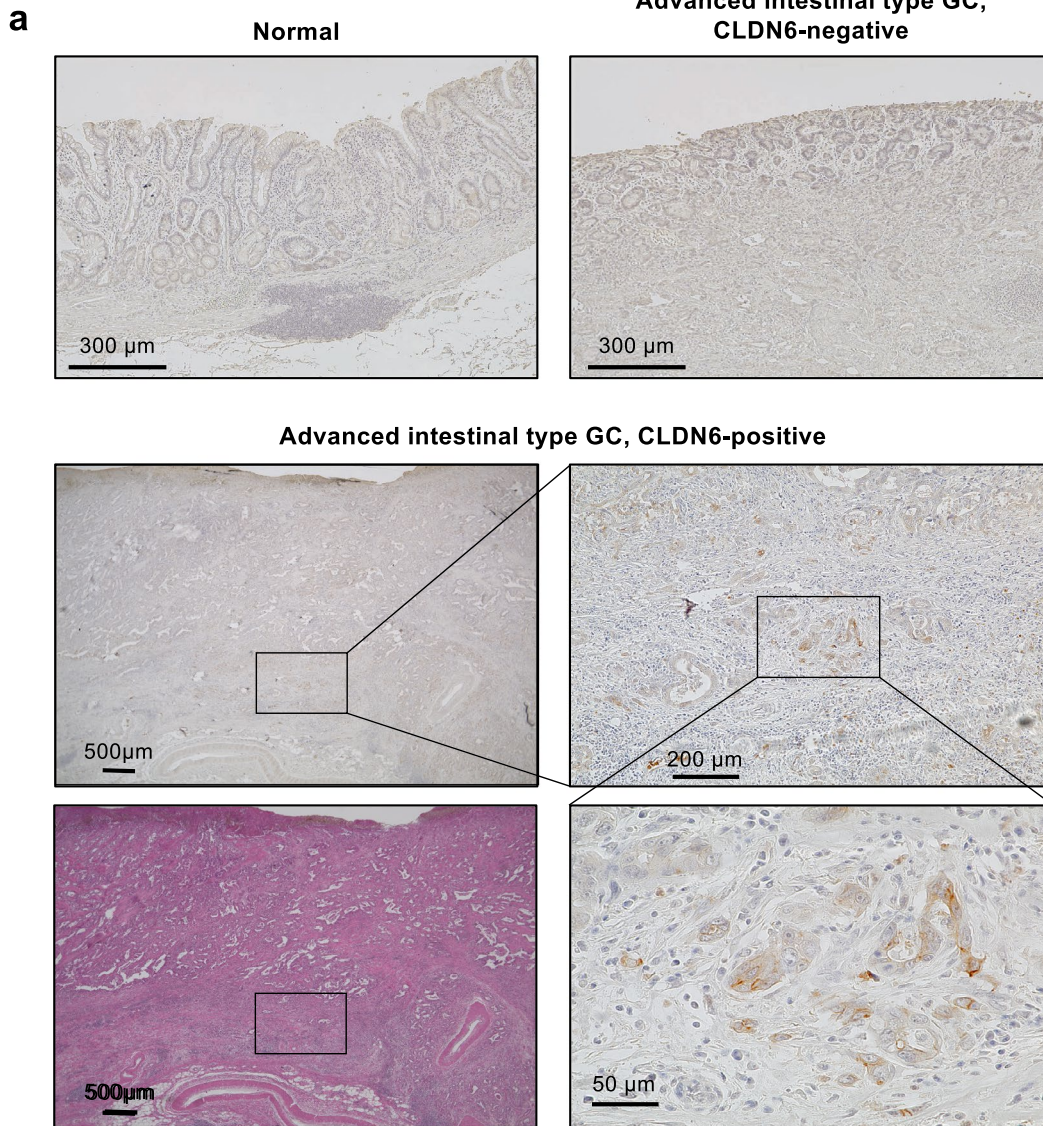 a
Normal
Advanced intestinal type GC,
CLDN6-negative
300 µm
300 µm
Advanced intestinal type GC, CLDN6-positive
500µm
200 µm
500µm
50 µm